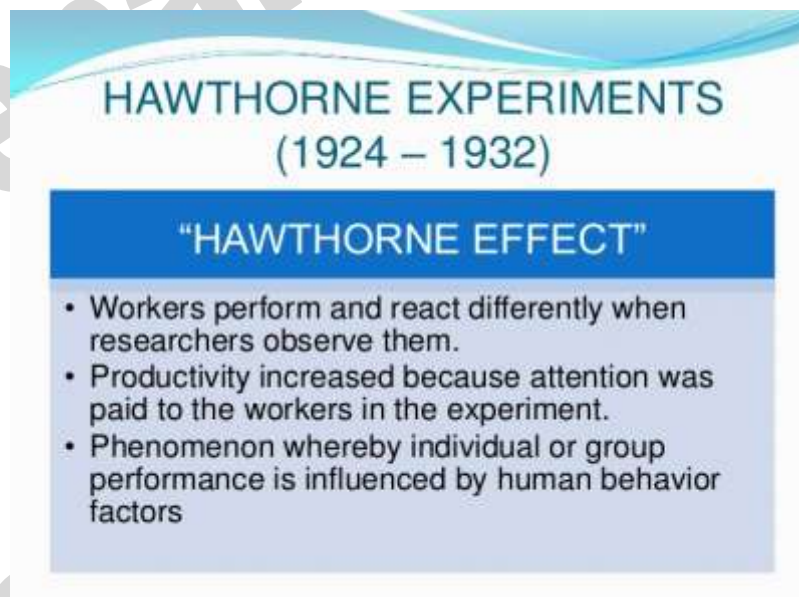 HAWTHORNE EXPERIMENTS
(1924 – 1932)
“HAWTHORNE EFFECT”
• Workers perform and react differently when
researchers observe them.
• Productivity increased because attention was
paid to the workers in the experiment.
• Phenomenon whereby individual or group
performance is influenced by human behavior
factors